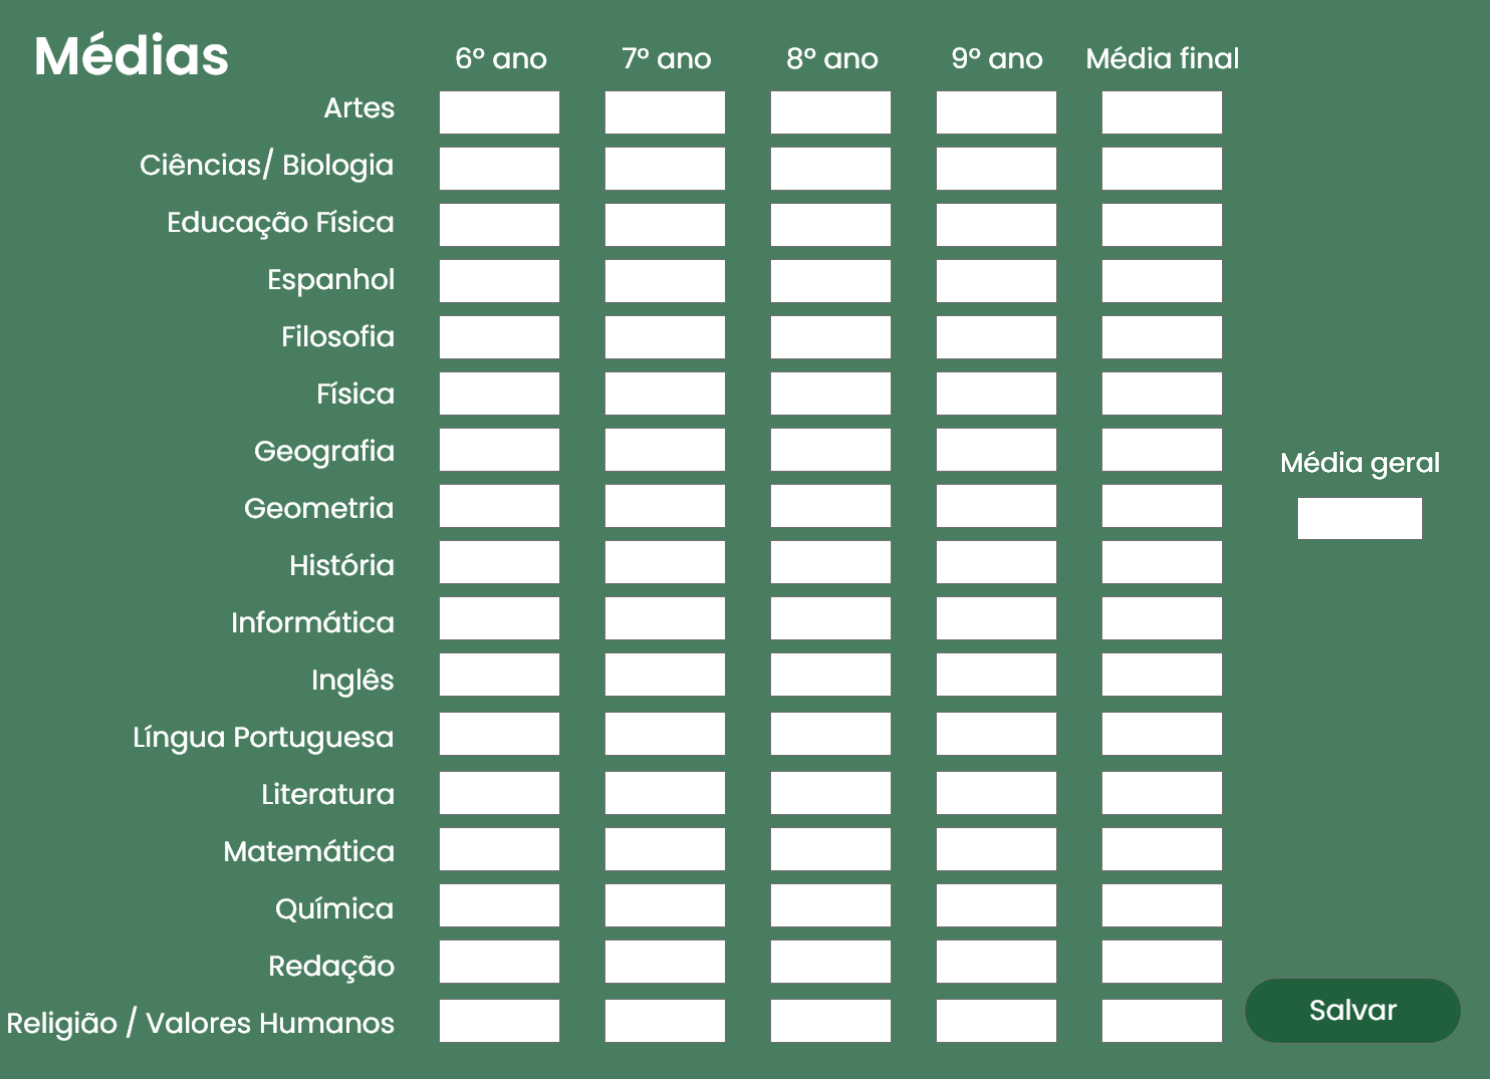 Médias
6º ano 7º ano 8º ano 9º ano Média final
Artes
Ciências/ Biologia
Educação Física
Espanhol
Filosofia
Física
Geografia
Média geral
Geometria
História
Informática
Inglês
Língua Portuguesa
Literatura
Matemática
Química
Redação
Religião / Valores Humanos
Salvar